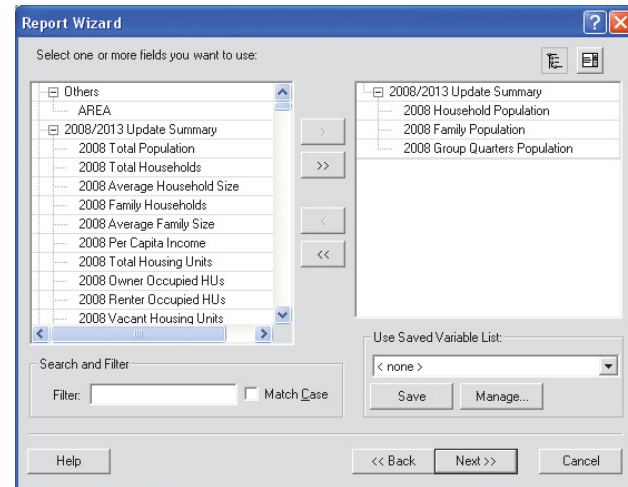 Report Wizard
Select one or more fields you want to use:
Others
AREA
2008/2013 Update Summary
2008 Total Population
2008 Total Households
2008 Average Household Size
2008 Family Households
2008 Average Family Size
2008 Per Capita Income
2008 Total Housing Units
2008 Owner Occupied HUs
2008 Renter Occupied HUs
2008 Vacant Housing Units
>
>>
<
<<
2008/2013 Update Summary
2008 Household Population
2008 Family Population
2008 Group Quarters Population
Search and Filter
Filter:
Match Case
Use Saved Variable List:
< none >
Save
Manage...
Help
<< Back
Next >>
Cancel